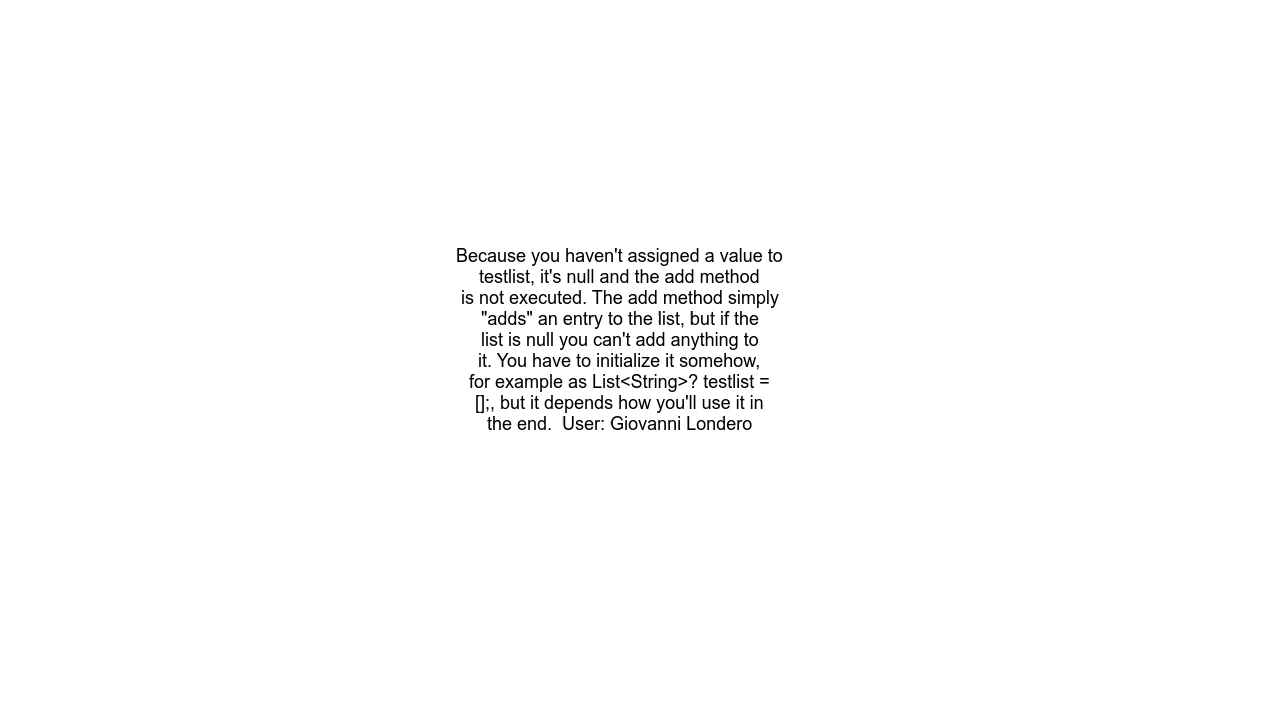 Because you haven't assigned a value to
testlist, it's null and the add method
is not executed. The add method simply
"adds" an entry to the list, but if the
list is null you can't add anything to
it. You have to initialize it somehow,
for example as List<String>? testlist =
[];, but it depends how you'll use it in
the end.  User: Giovanni Londero